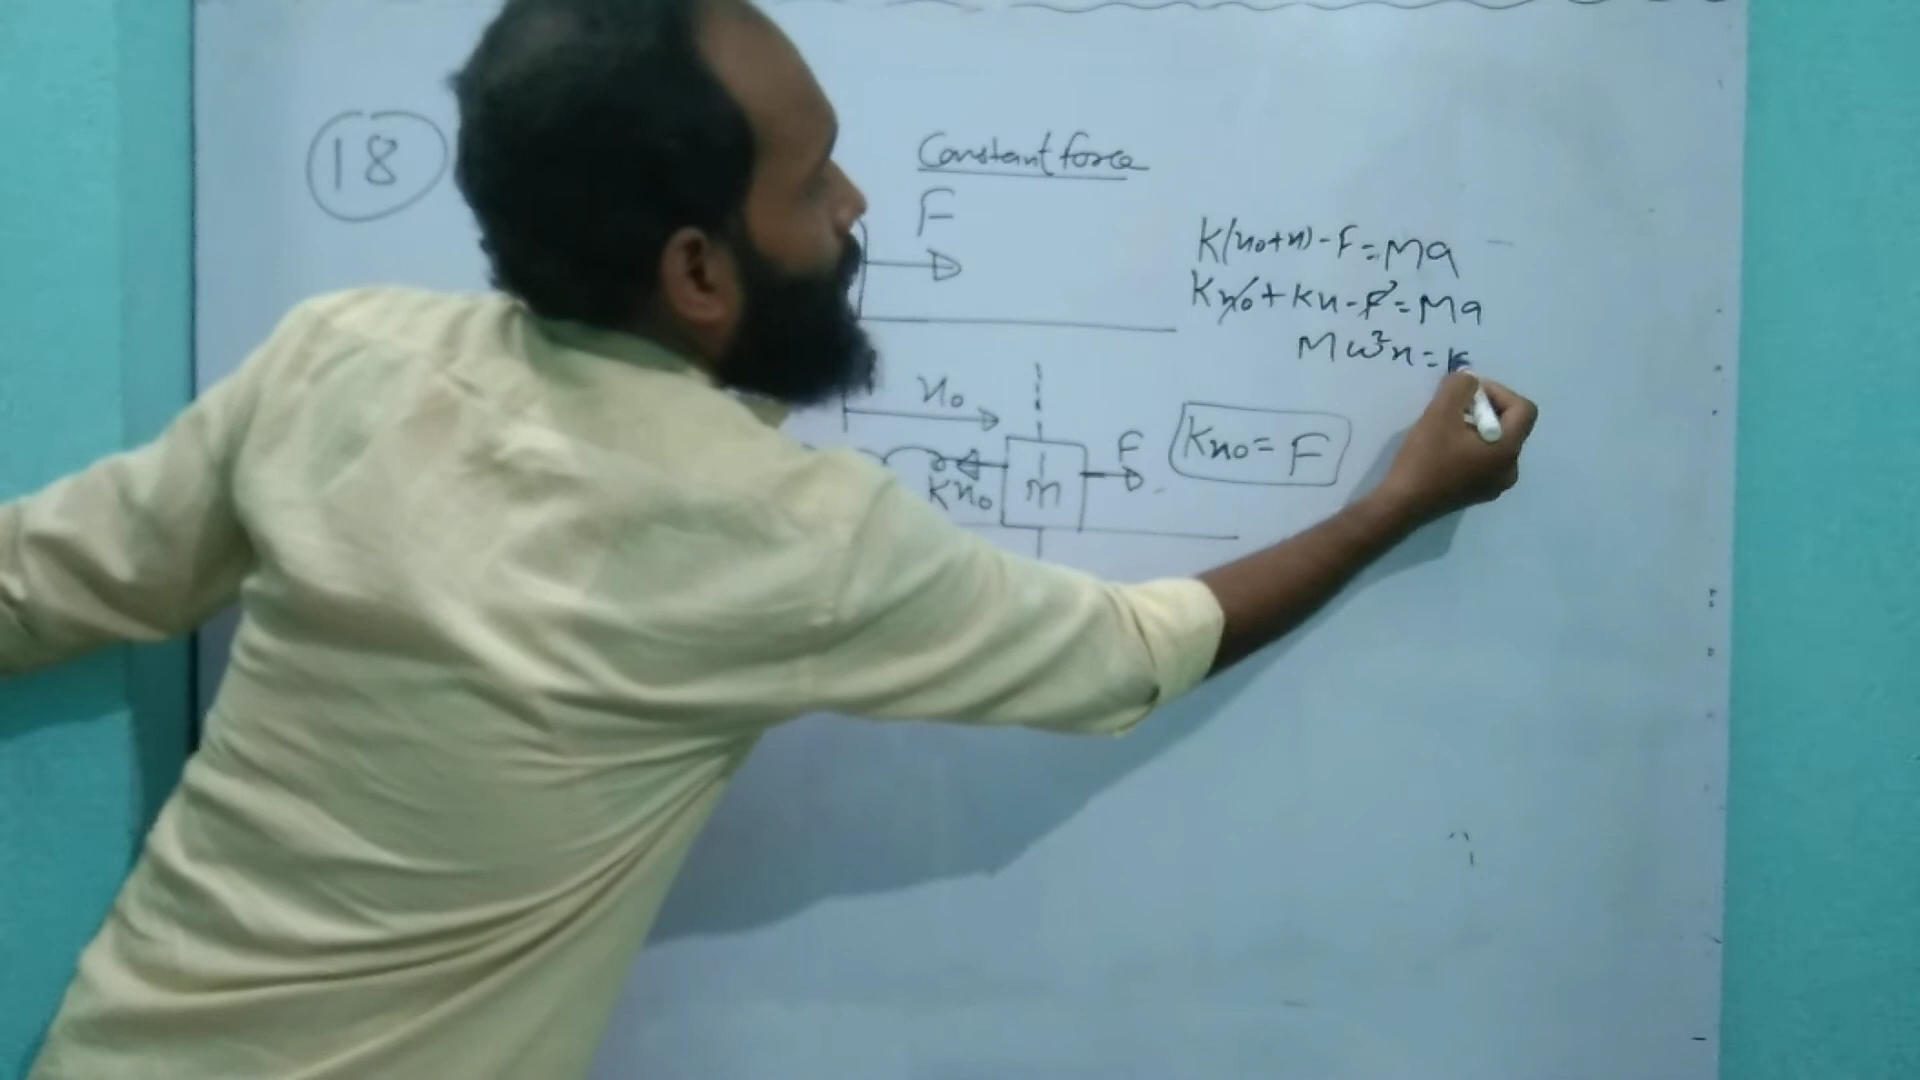 18
Constant force
F
K(x0+x)-F=Ma
Kx0+Kx-F=Ma
Mω²x=K
x0
F
Kx0
m
Kx0=F